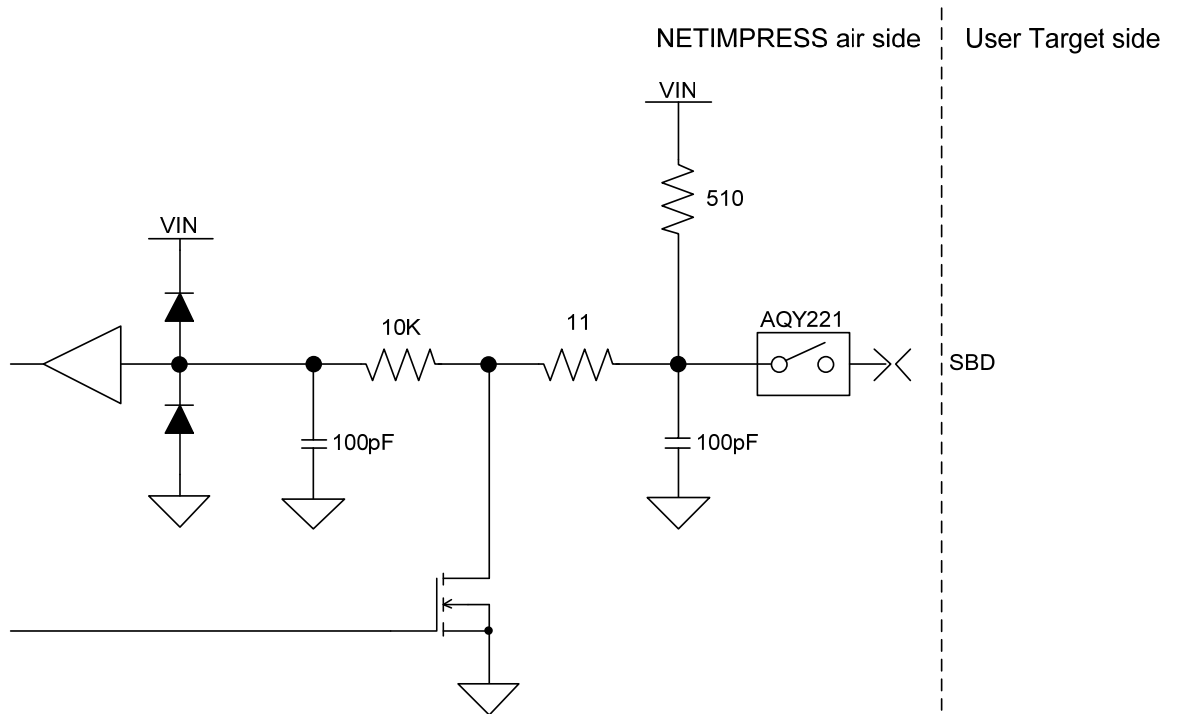 NETIMPRESS air side
User Target side
VIN
510
VIN
10K
11
AQY221
SBD
100pF
100pF